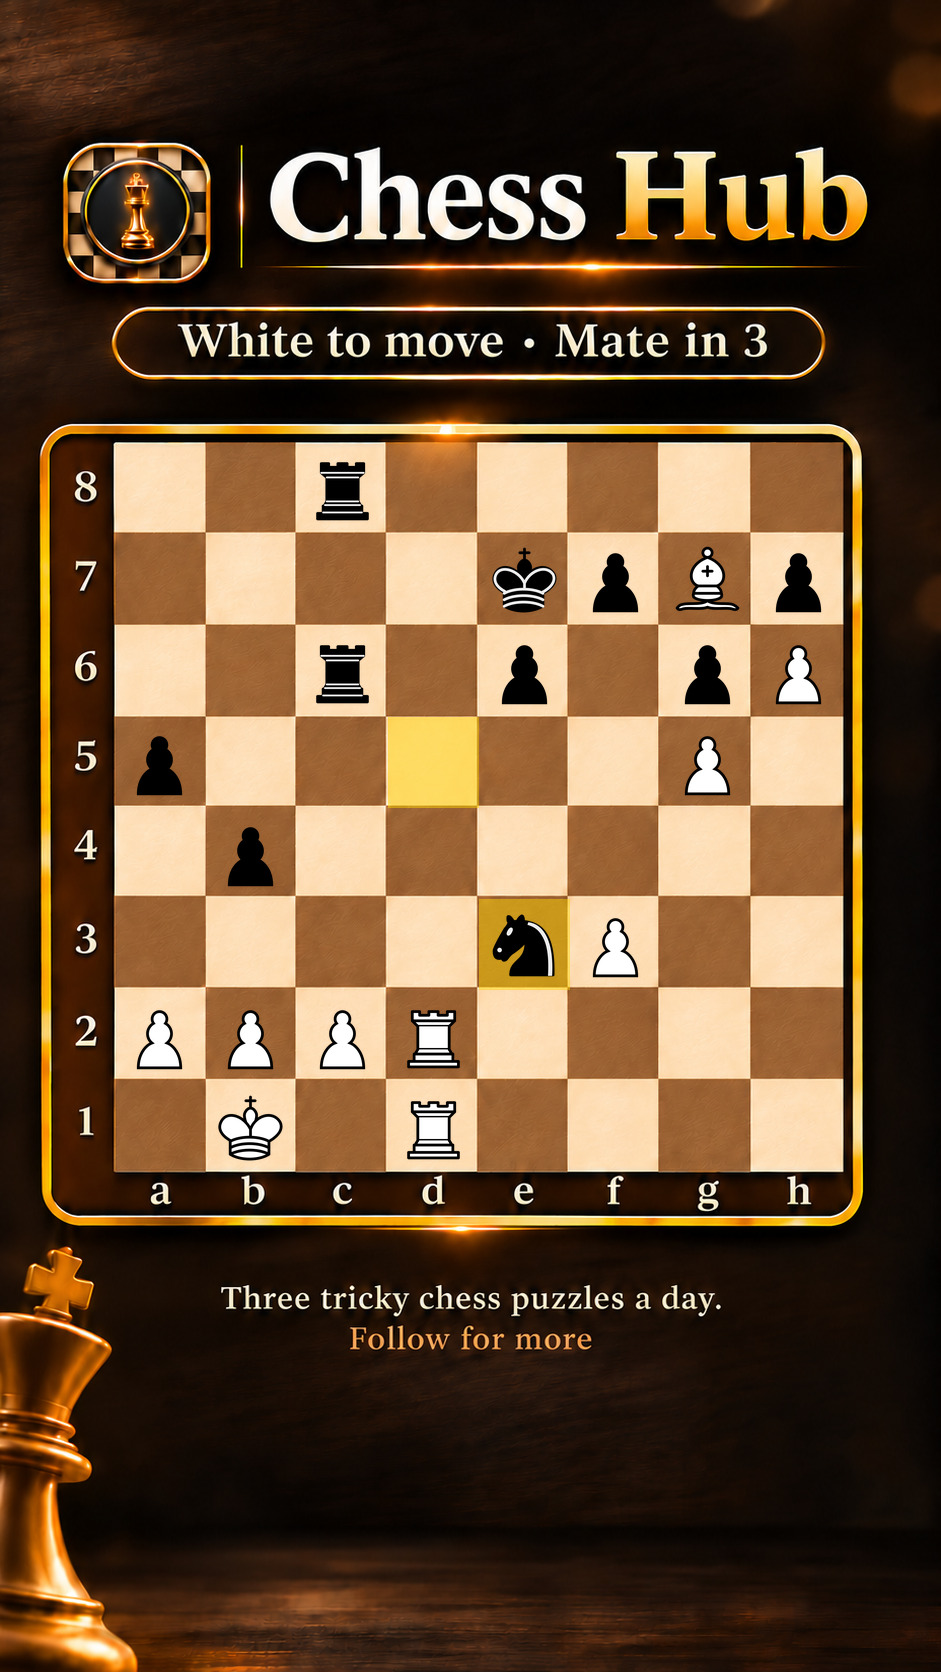 Chess Hub
White to move • Mate in 3
8
7
6
5
4
3
2
1
a b c d e f g h
Three tricky chess puzzles a day.
Follow for more